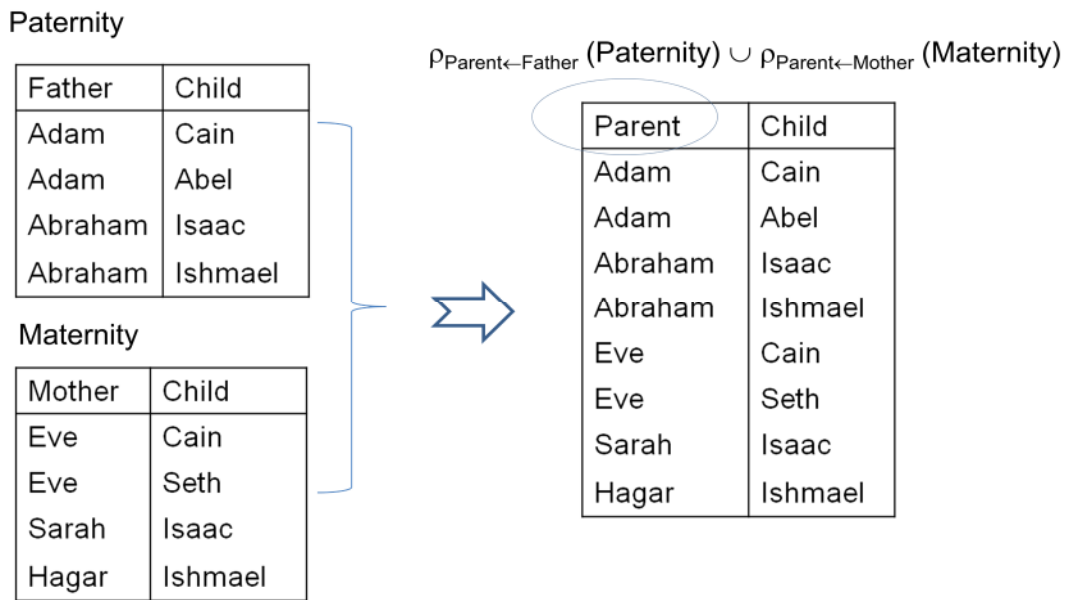 Paternity
Father Child
Adam Cain
Adam Abel
Abraham Isaac
Abraham Ishmael
Maternity
Mother Child
Eve Cain
Eve Seth
Sarah Isaac
Hagar Ishmael
ρParent←Father (Paternity) ∪ ρParent←Mother (Maternity)
Parent Child
Adam Cain
Adam Abel
Abraham Isaac
Abraham Ishmael
Eve Cain
Eve Seth
Sarah Isaac
Hagar Ishmael